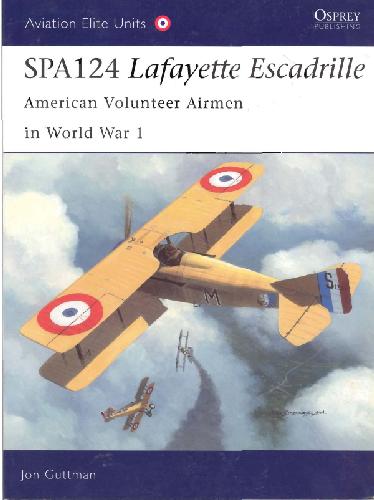 Aviation Elite Units
OSPREY
PUBLISHING
SPA124 Lafayette Escadrille
American Volunteer Airmen
in World War 1
M
S
Jon Guttman